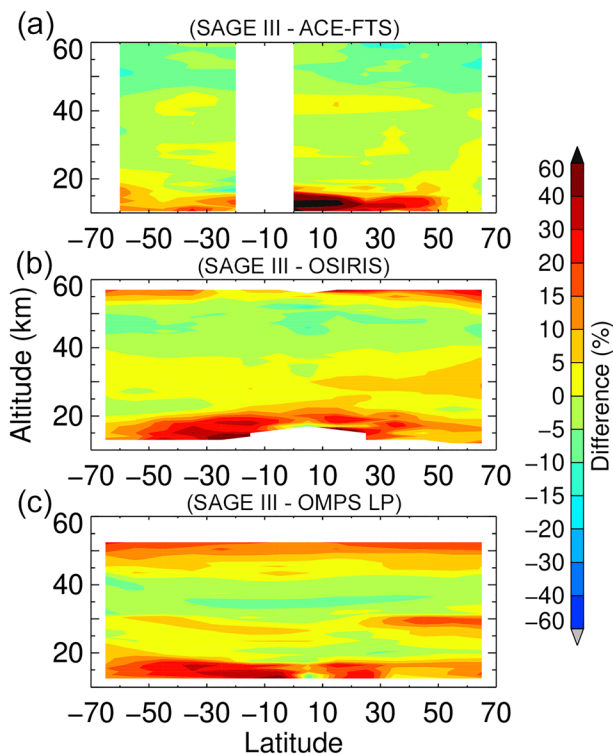 (a)
(SAGE III - ACE-FTS)
60
40
20
−70 −50 −30 −10 10 30 50 70
(b)
(SAGE III - OSIRIS)
60
40
20
−70 −50 −30 −10 10 30 50 70
(c)
(SAGE III - OMPS LP)
60
40
20
−70 −50 −30 −10 10 30 50 70
Latitude
Altitude (km)
60
40
30
20
15
10
5
0
−5
−10
−15
−20
−30
−40
−60
Difference (%)